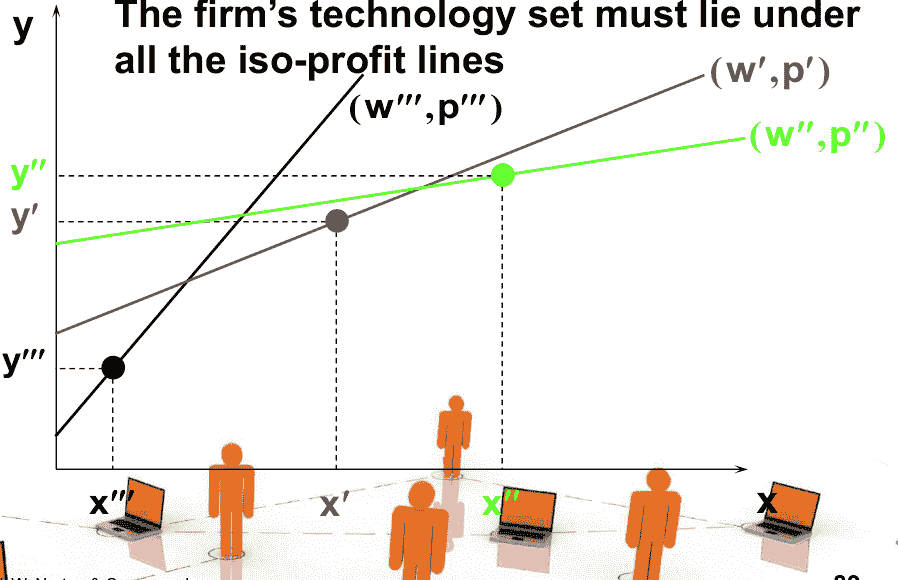 The firm's technology set must lie under
all the iso-profit lines
y
(w′,p′)
(w′′′,p′′′)
(w′′,p′′)
y′′
y′
y′′′
x′′′
x′
x′′
x